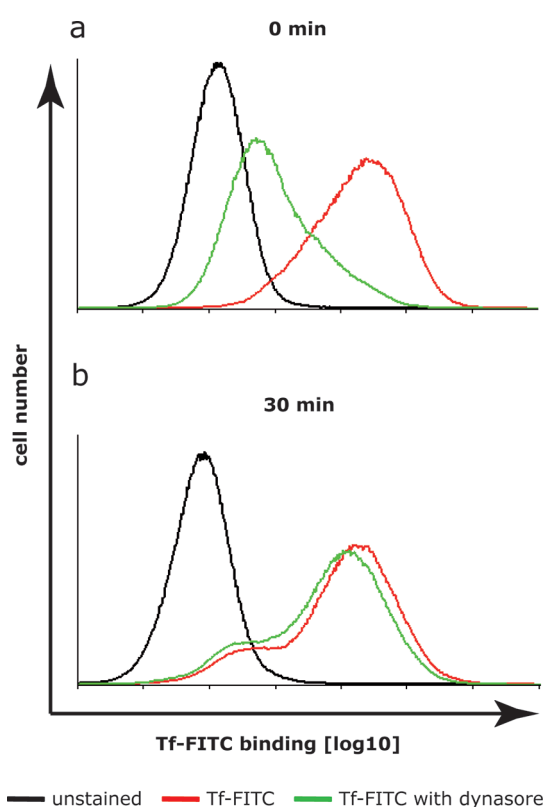 a
0 min
b
30 min
cell number
Tf-FITC binding [log10]
unstained Tf-FITC Tf-FITC with dynasore